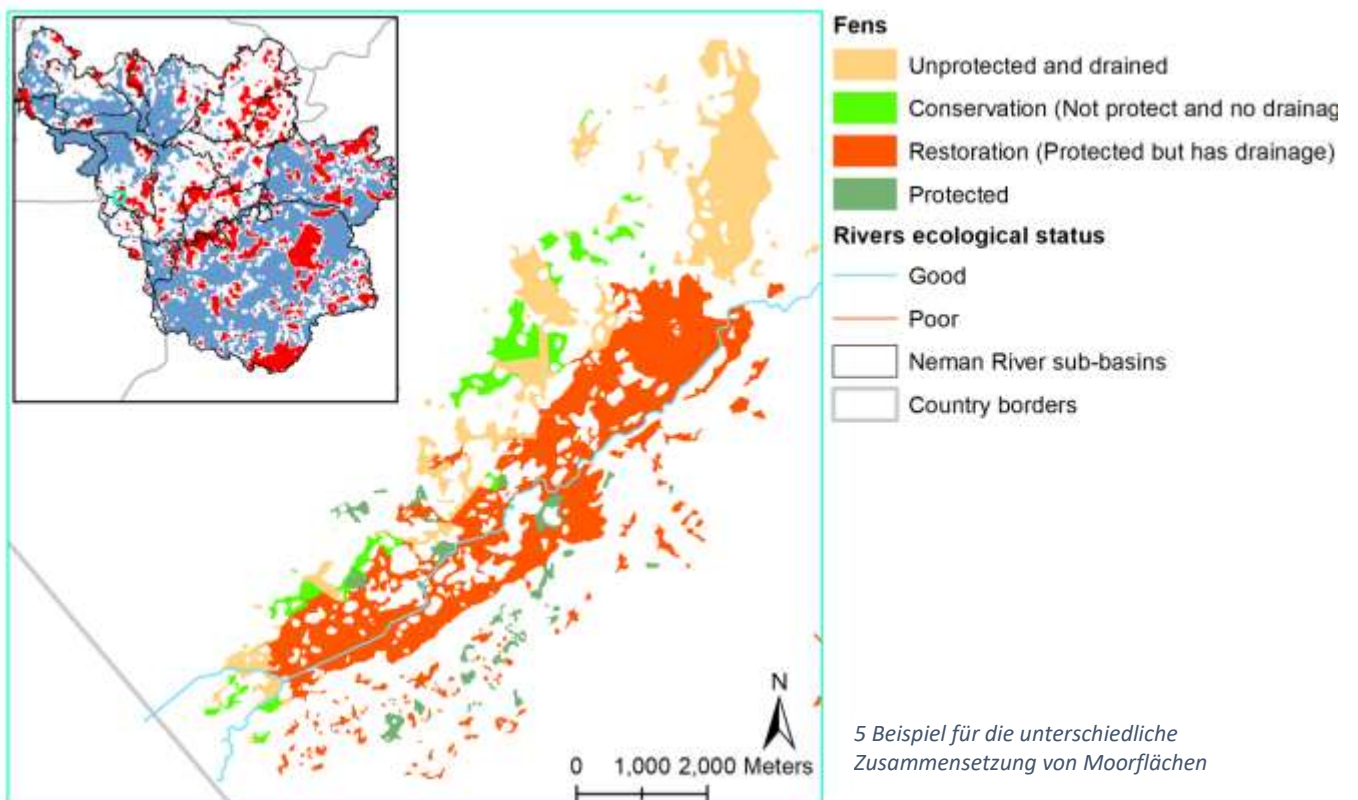 Fens
Unprotected and drained
Conservation (Not protect and no drainag
Restoration (Protected but has drainage)
Protected
Rivers ecological status
Good
Poor
Neman River sub-basins
Country borders
N
0 1,000 2,000 Meters
5 Beispiel für die unterschiedliche
Zusammensetzung von Moorflächen